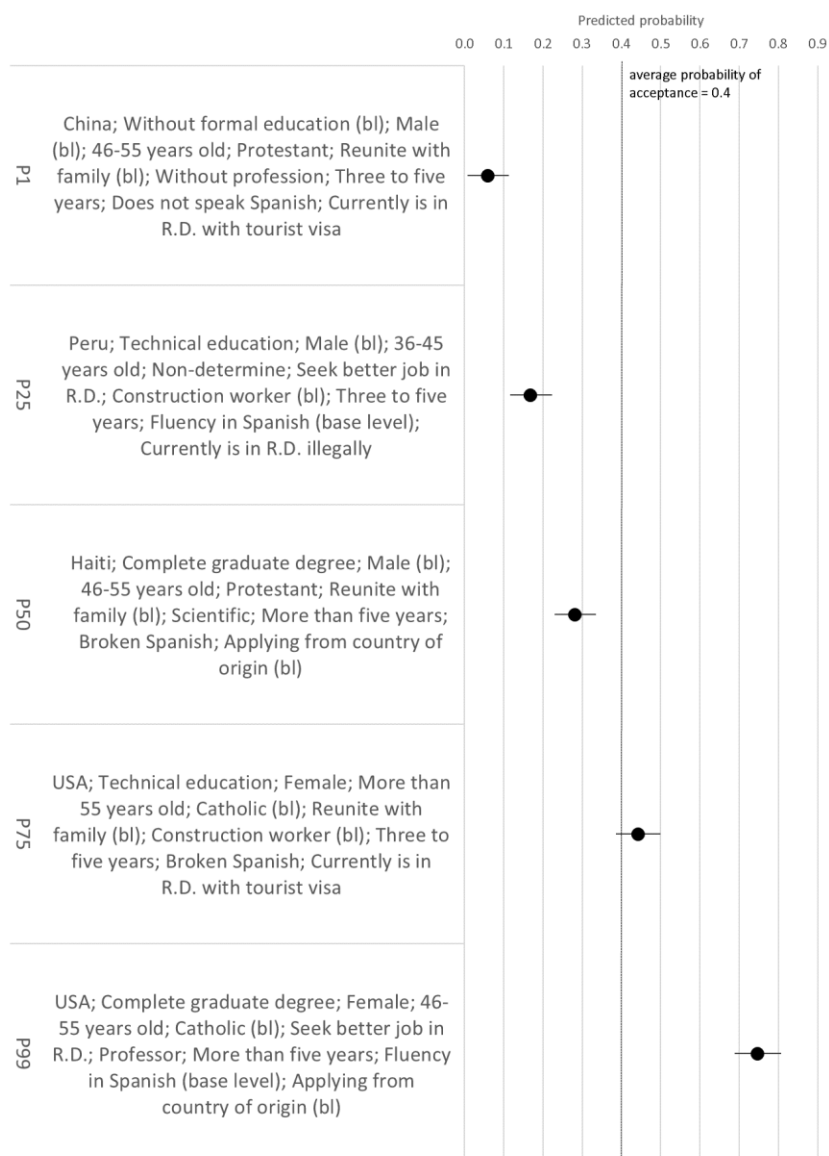 Predicted probability
0.0 0.1 0.2 0.3 0.4 0.5 0.6 0.7 0.8 0.9
average probability of
acceptance = 0.4
P1
China; Without formal education (bl); Male
(bl); 46-55 years old; Protestant; Reunite with
family (bl); Without profession; Three to five
years; Does not speak Spanish; Currently is in
R.D. with tourist visa
P25
Peru; Technical education; Male (bl); 36-45
years old; Non-determine; Seek better job in
R.D.; Construction worker (bl); Three to five
years; Fluency in Spanish (base level);
Currently is in R.D. illegally
P50
Haiti; Complete graduate degree; Male (bl);
46-55 years old; Protestant; Reunite with
family (bl); Scientific; More than five years;
Broken Spanish; Applying from country of
origin (bl)
P75
USA; Technical education; Female; More than
55 years old; Catholic (bl); Reunite with
family (bl); Construction worker (bl); Three to
five years; Broken Spanish; Currently is in
R.D. with tourist visa
P99
USA; Complete graduate degree; Female; 46-
55 years old; Catholic (bl); Seek better job in
R.D.; Professor; More than five years; Fluency
in Spanish (base level); Applying from
country of origin (bl)